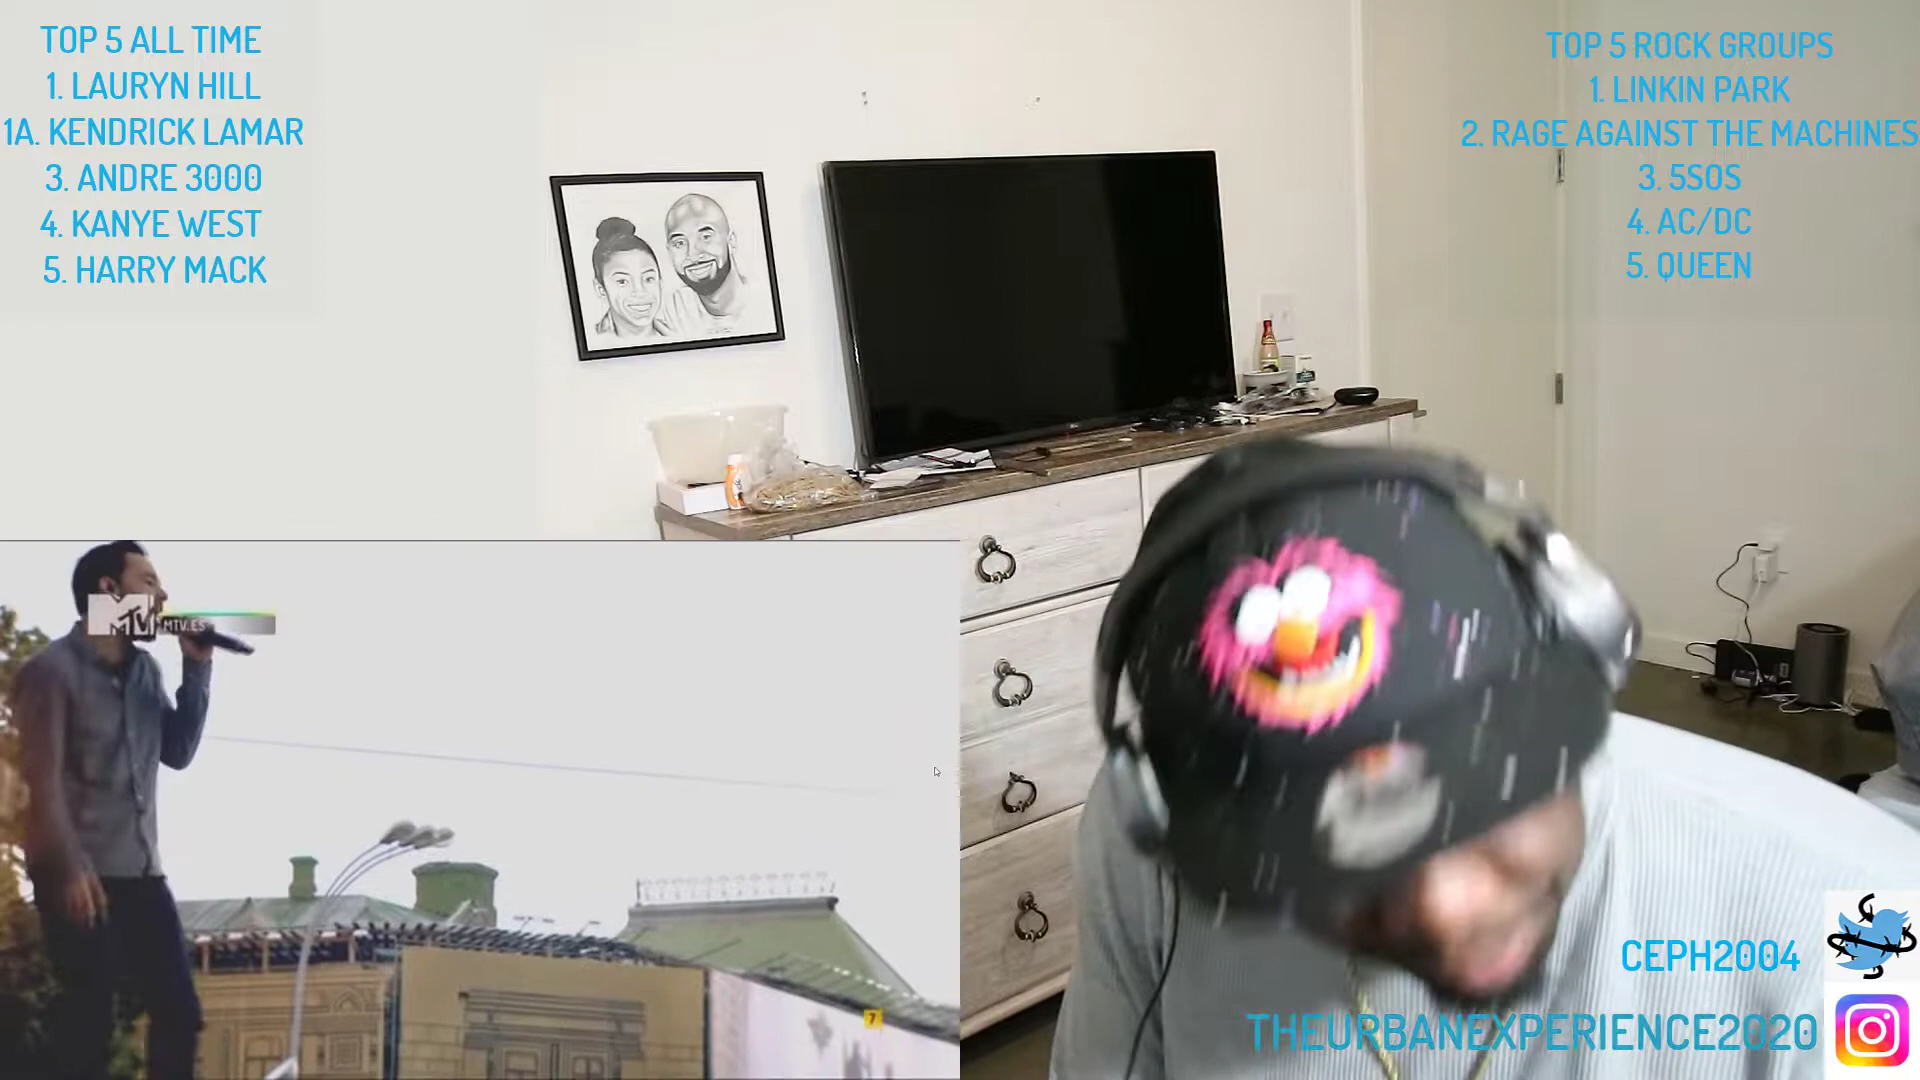 TOP 5 ALL TIME
1. LAURYN HILL
1A. KENDRICK LAMAR
3. ANDRE 3000
4. KANYE WEST
5. HARRY MACK
TOP 5 ROCK GROUPS
1. LINKIN PARK
2. RAGE AGAINST THE MACHINES
3. 5SOS
4. AC/DC
5. QUEEN
MTV
MTV.ES
7
CEPH2004
THEURBANEXPERIENCE2020